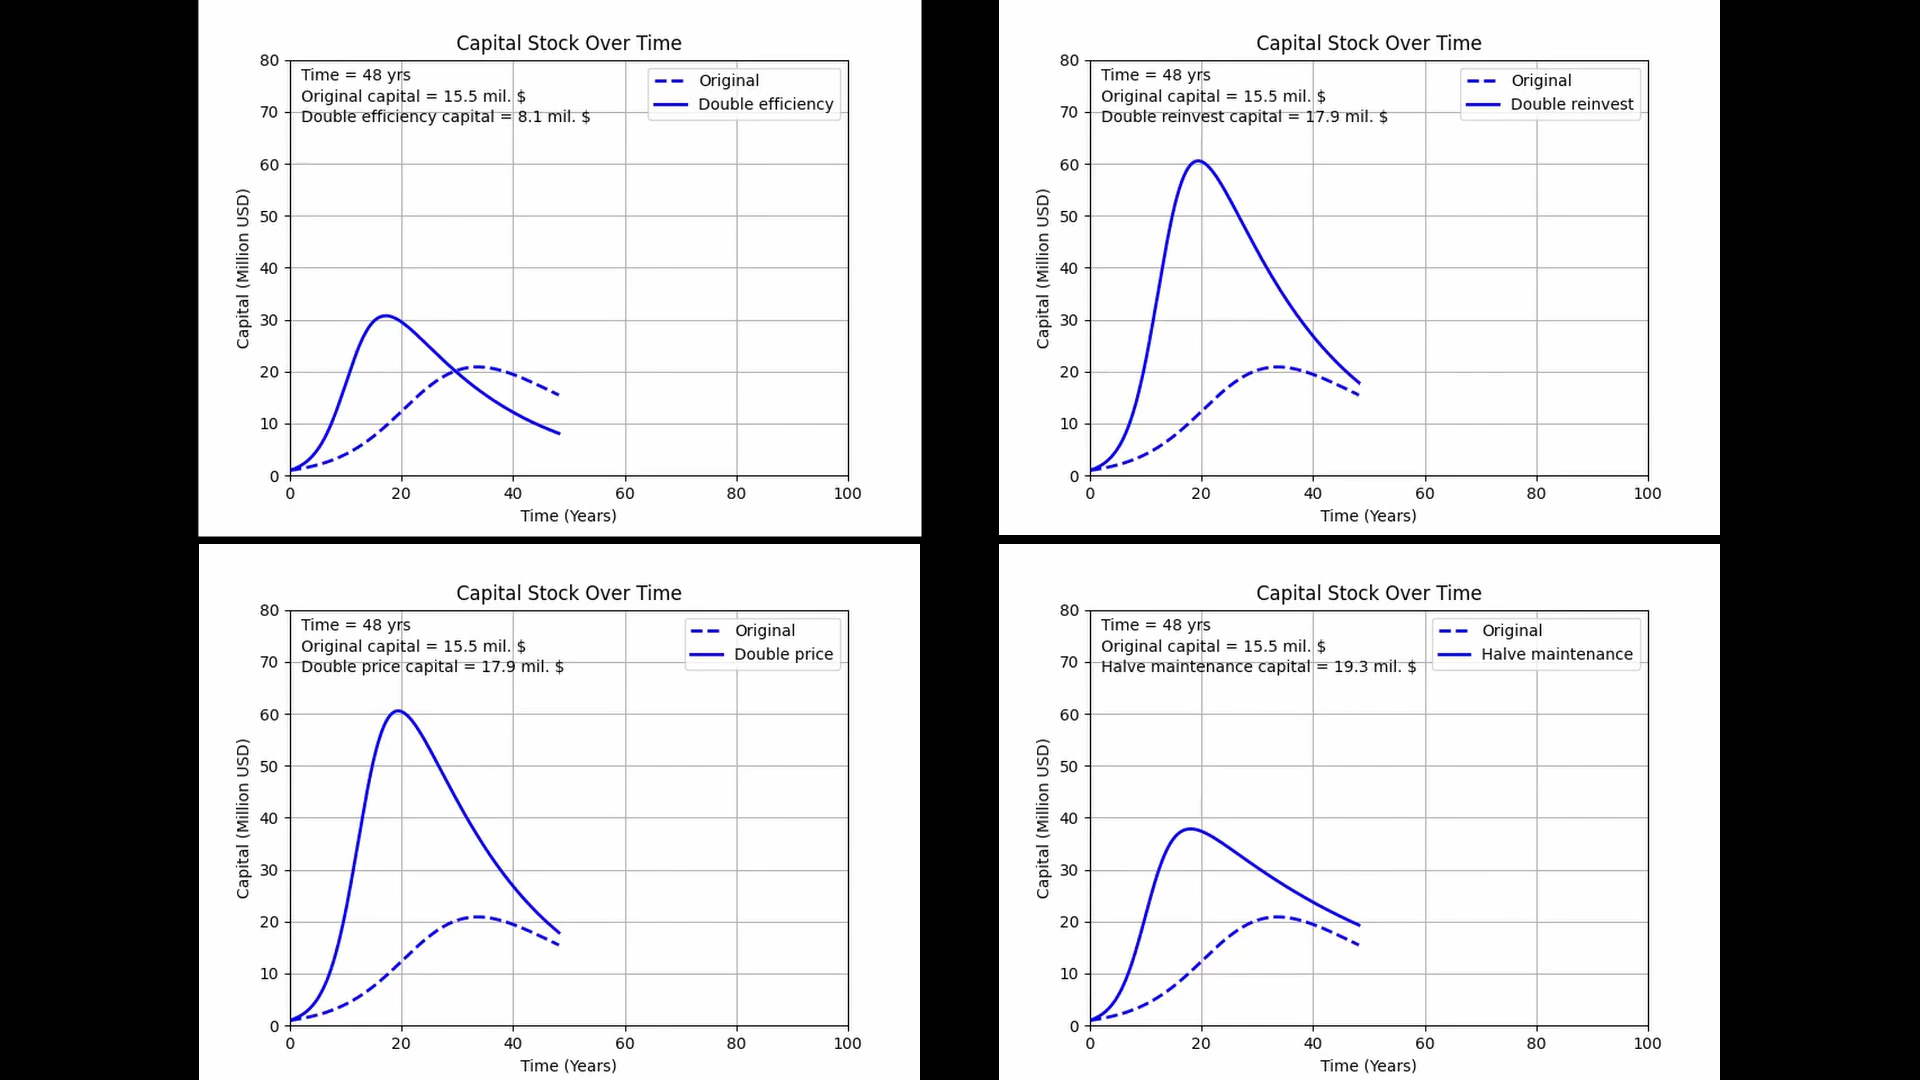 Capital Stock Over Time
80
70
60
50
40
30
20
10
0
Capital (Million USD)
Time = 48 yrs
Original capital = 15.5 mil. $
Double efficiency capital = 8.1 mil. $
Original
Double efficiency
0 20 40 60 80 100
Time (Years)
Capital Stock Over Time
80
70
60
50
40
30
20
10
0
Capital (Million USD)
Time = 48 yrs
Original capital = 15.5 mil. $
Double reinvest capital = 17.9 mil. $
Original
Double reinvest
0 20 40 60 80 100
Time (Years)
Capital Stock Over Time
80
70
60
50
40
30
20
10
0
Capital (Million USD)
Time = 48 yrs
Original capital = 15.5 mil. $
Double price capital = 17.9 mil. $
Original
Double price
0 20 40 60 80 100
Time (Years)
Capital Stock Over Time
80
70
60
50
40
30
20
10
0
Capital (Million USD)
Time = 48 yrs
Original capital = 15.5 mil. $
Halve maintenance capital = 19.3 mil. $
Original
Halve maintenance
0 20 40 60 80 100
Time (Years)